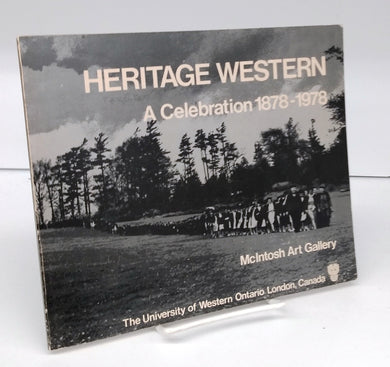 HERITAGE WESTERN
A Celebration 1878-1978
McIntosh Art Gallery
The University of Western Ontario London, Canada